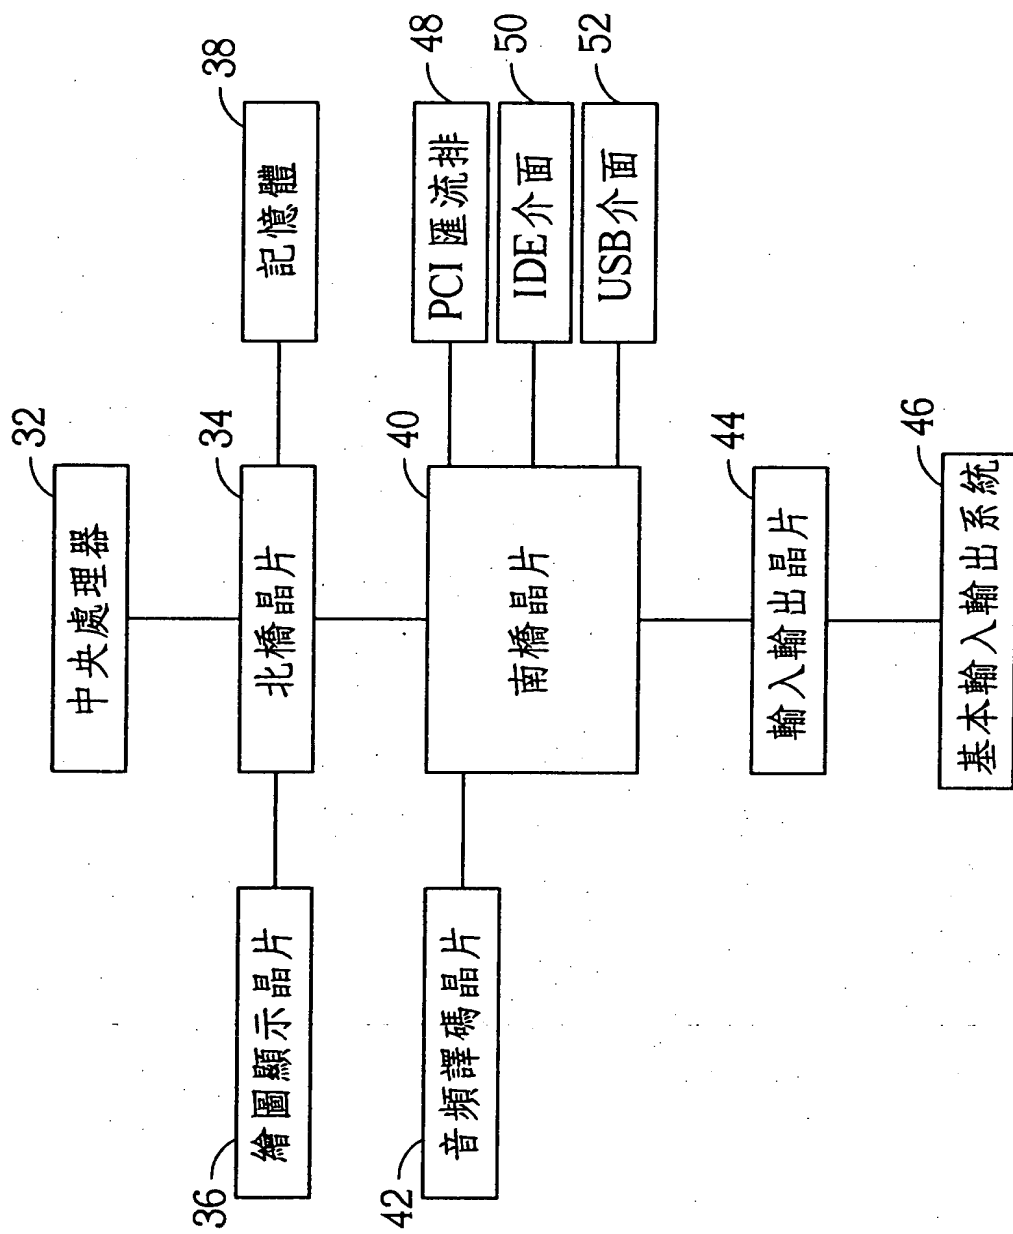 32
中央處理器
34
北橋晶片
38
記憶體
36
繪圖顯示晶片
40
南橋晶片
42
音頻譯碼晶片
48
PCI匯流排
50
IDE介面
52
USB介面
44
輸入輸出晶片
46
基本輸入輸出系統